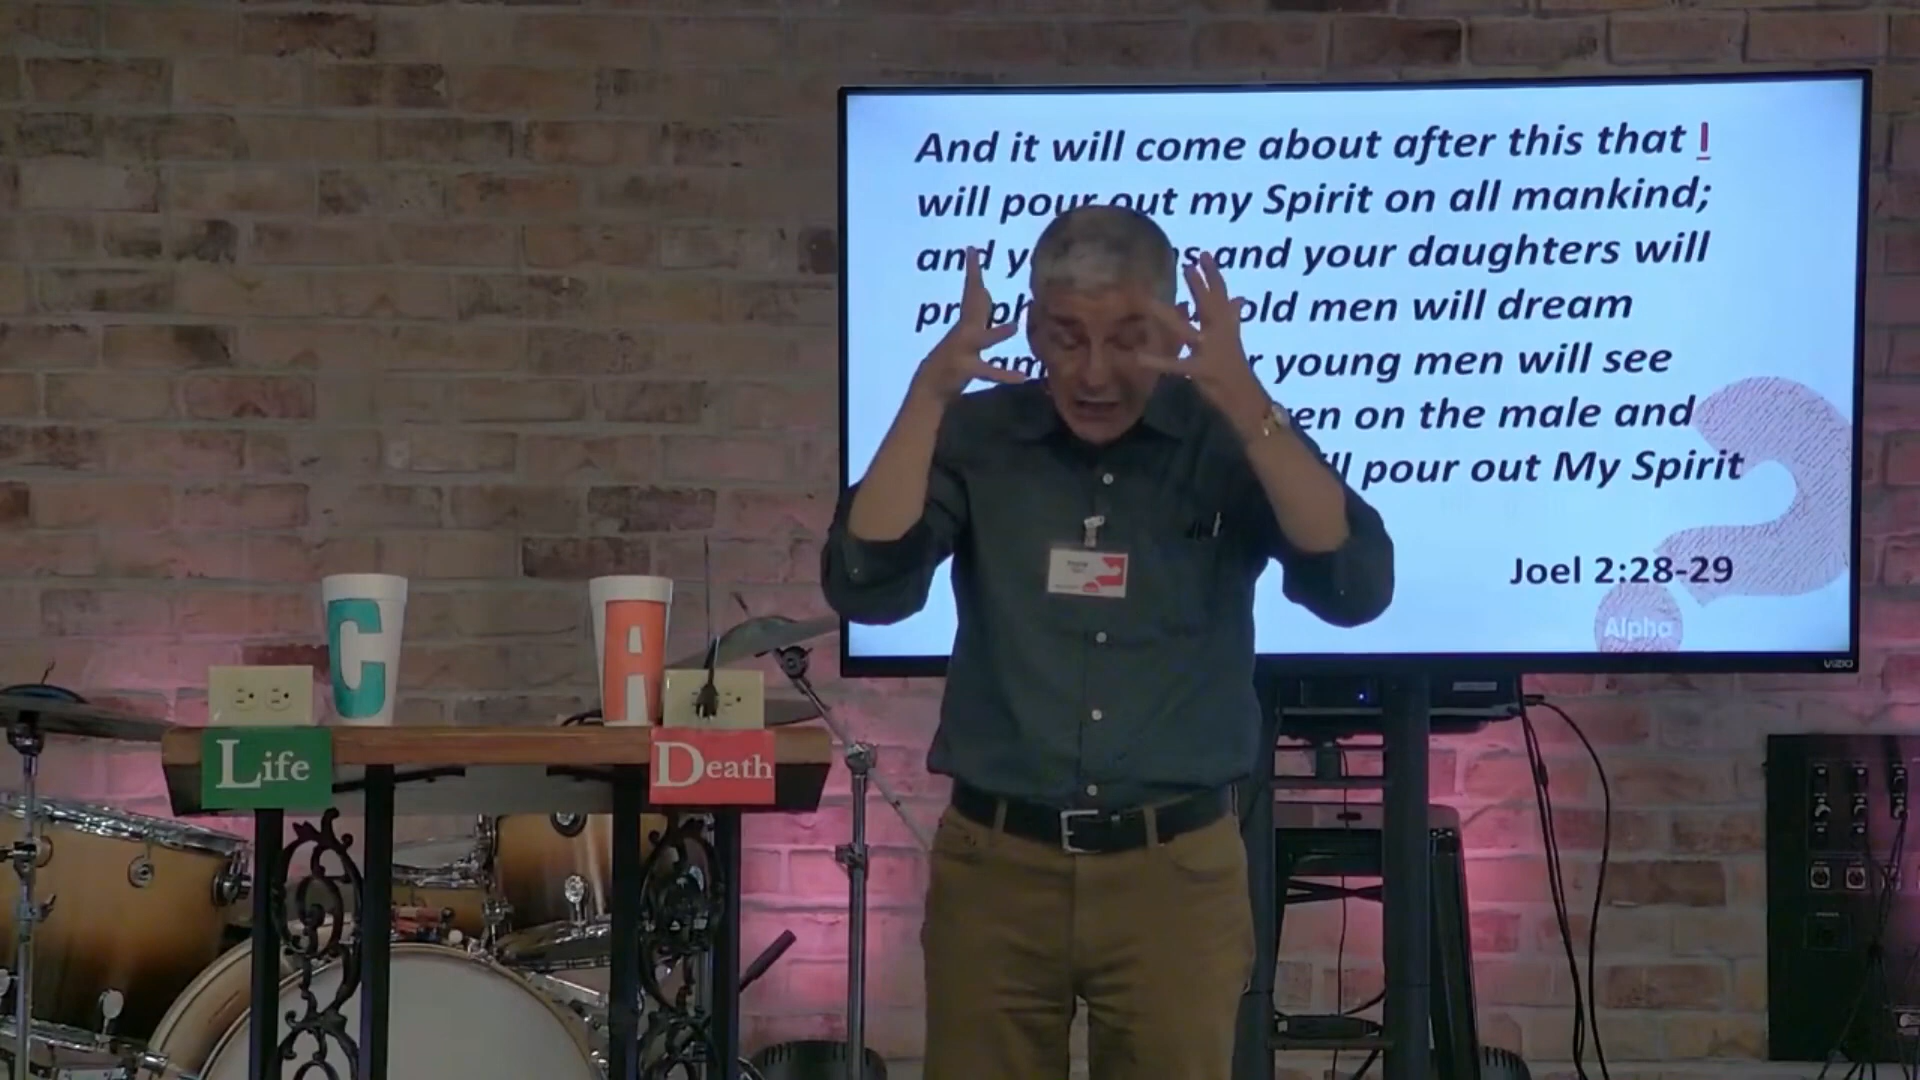 And it will come about after this that I
will pour out my Spirit on all mankind;
and and your daughters will
old men will dream
young men will see
on the male and
pour out My Spirit
Joel 2:28-29
Alpha
VIZIO
C
A
Life
Death